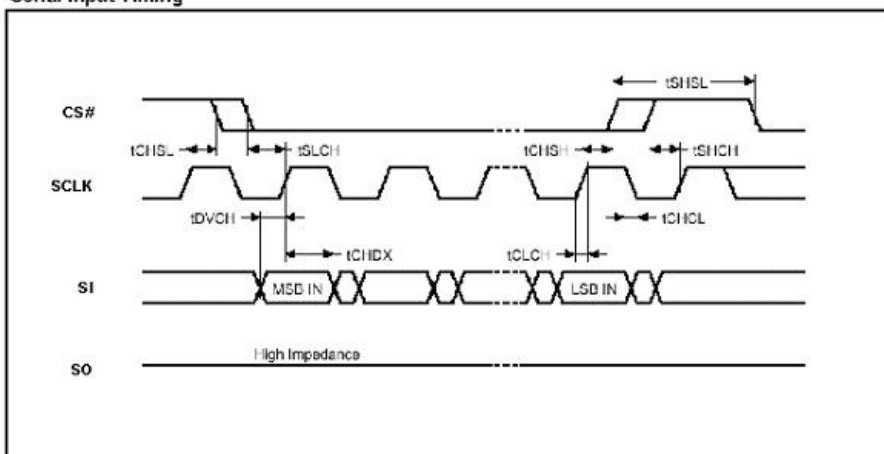 Serial Input Timing
tSHSL
CS#
tCHSL
tSLCH
tCHSH
tSHCH
SCLK
tDVCH
tCHCL
tCHDX
tCLCH
SI
MSB IN
LSB IN
High Impedance
SO